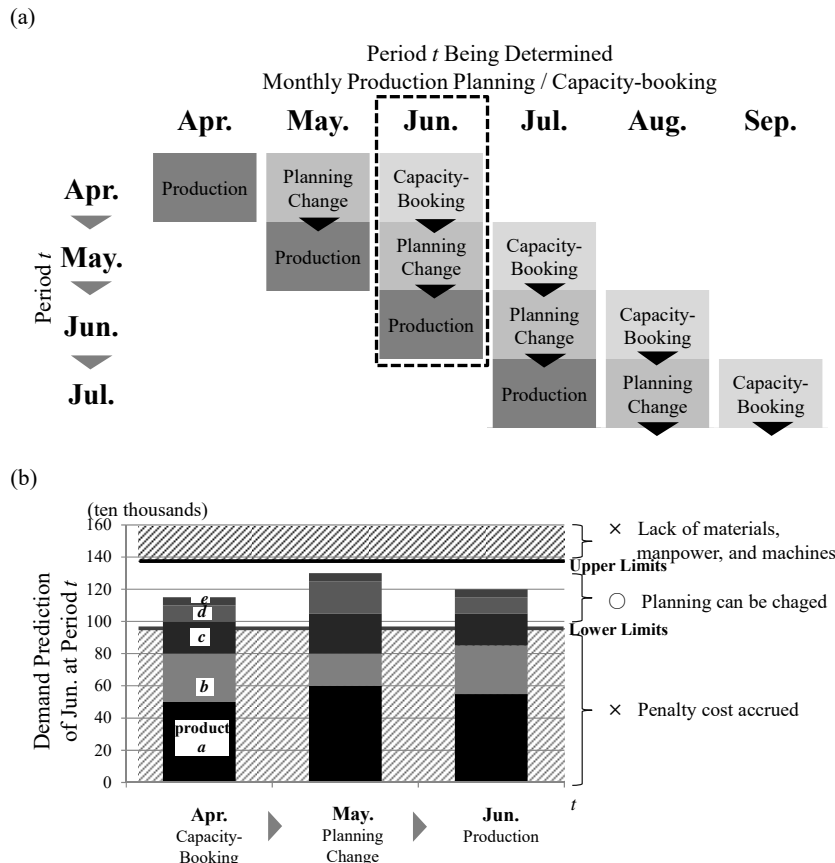 (a)
Period t Being Determined
Monthly Production Planning / Capacity-booking
Apr. May. Jun. Jul. Aug. Sep.
Period t
Apr.
Production
Planning
Change
Capacity-
Booking
May.
Production
Planning
Change
Capacity-
Booking
Jun.
Production
Planning
Change
Capacity-
Booking
Jul.
Production
Planning
Change
Capacity-
Booking
(b)
(ten thousands)
Demand Prediction
of Jun. at Period t
160
140
120
100
80
60
40
20
0
e
d
c
b
product
a
× Lack of materials,
manpower, and machines
Upper Limits
○ Planning can be chaged
Lower Limits
× Penalty cost accrued
t
Apr.
Capacity-
Booking
May.
Planning
Change
Jun.
Production